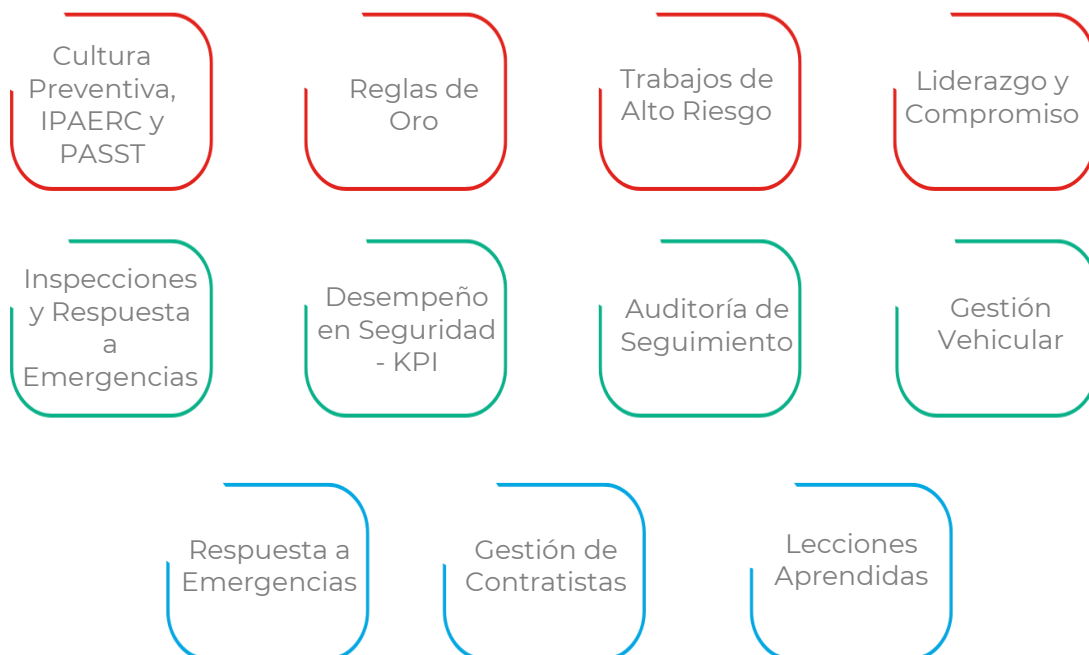 Cultura
Preventiva,
IPAERC y
PASST
Reglas de
Oro
Trabajos de
Alto Riesgo
Liderazgo y
Compromiso
Inspecciones
y Respuesta
a
Emergencias
Desempeño
en Seguridad
- KPI
Auditoría de
Seguimiento
Gestión
Vehicular
Respuesta a
Emergencias
Gestión de
Contratistas
Lecciones
Aprendidas